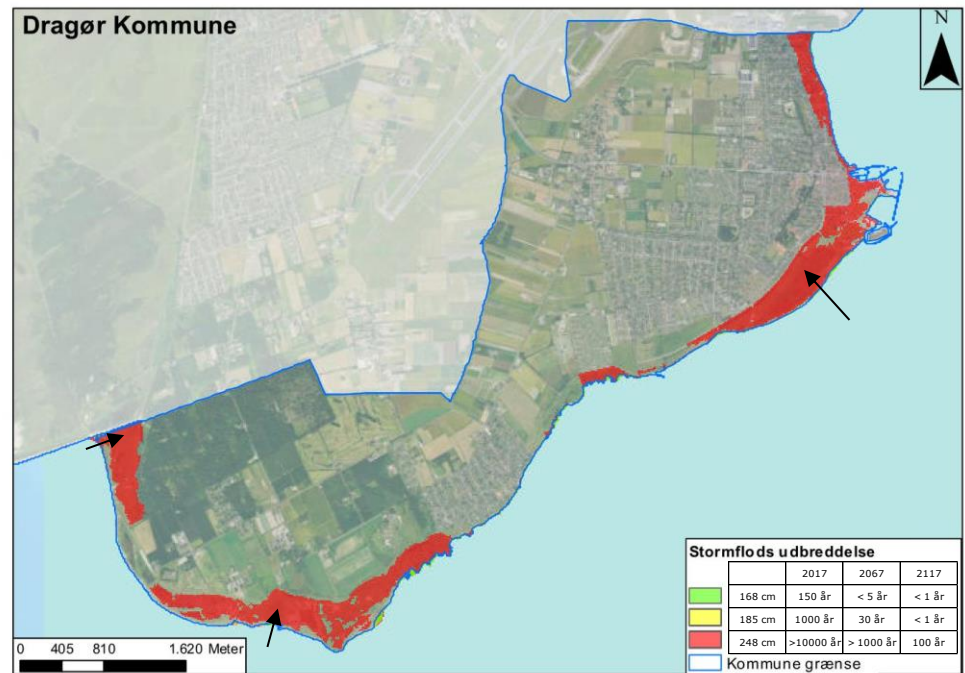 Dragør Kommune
N
Stormflods udbreddelse
2017 2067 2117
168 cm 150 år < 5 år < 1 år
185 cm 1000 år 30 år < 1 år
248 cm >10000 år > 1000 år 100 år
Kommune grænse
0 405 810 1.620 Meter